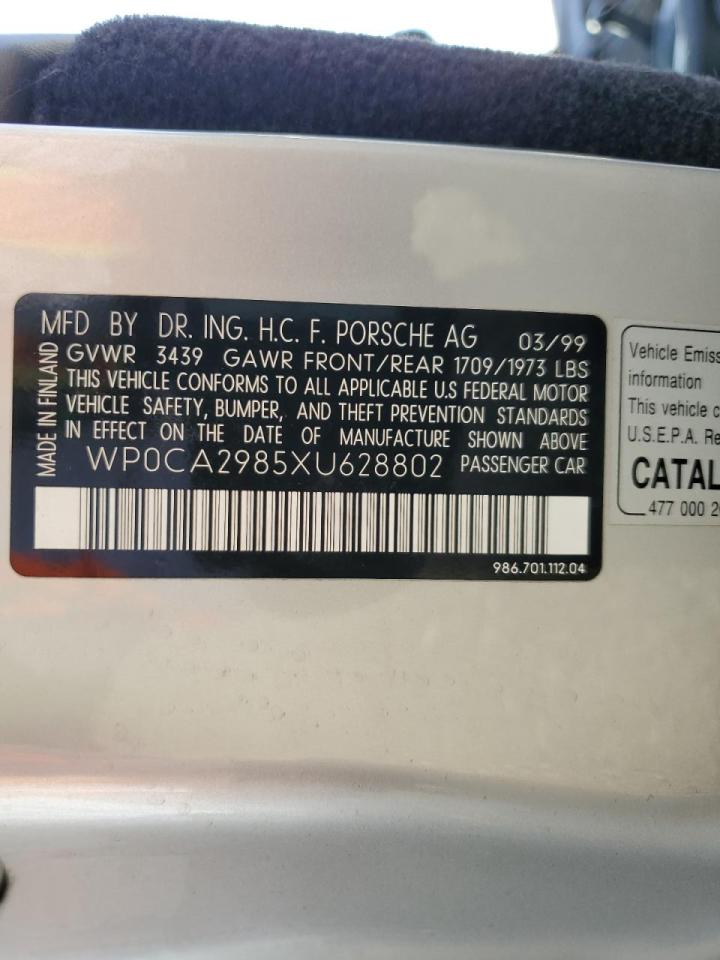 MFD BY DR. ING. H.C. F. PORSCHE AG 03/99
GVWR 3439 GAWR FRONT/REAR 1709/1973 LBS
THIS VEHICLE CONFORMS TO ALL APPLICABLE U.S FEDERAL MOTOR
VEHICLE SAFETY, BUMPER, AND THEFT PREVENTION STANDARDS
IN EFFECT ON THE DATE OF MANUFACTURE SHOWN ABOVE
WP0CA2985XU628802 PASSENGER CAR
986.701.112.04
MADE IN FINLAND
Vehicle Emiss
information
This vehicle c
U.S.E.P.A. Re
CATAL
477 000 20